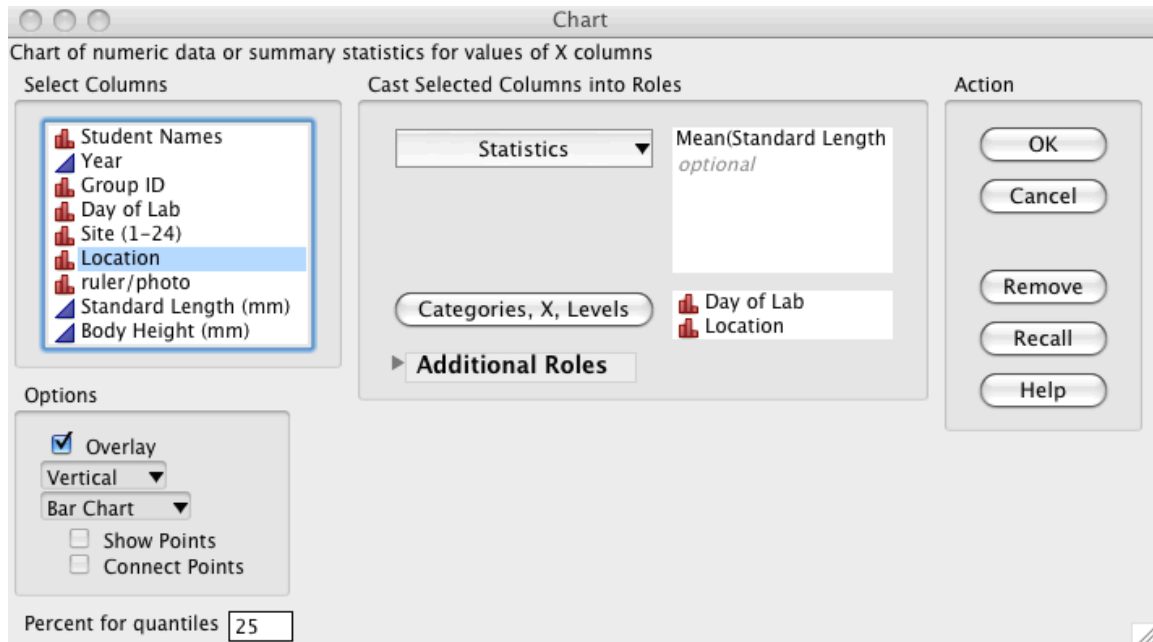 Chart
Chart of numeric data or summary statistics for values of X columns
Select Columns
Student Names
Year
Group ID
Day of Lab
Site (1-24)
Location
ruler/photo
Standard Length (mm)
Body Height (mm)
Cast Selected Columns into Roles
Statistics
Mean(Standard Length
optional
Categories, X, Levels
Day of Lab
Location
Additional Roles
Action
OK
Cancel
Remove
Recall
Help
Options
Overlay
Vertical
Bar Chart
Show Points
Connect Points
Percent for quantiles 25